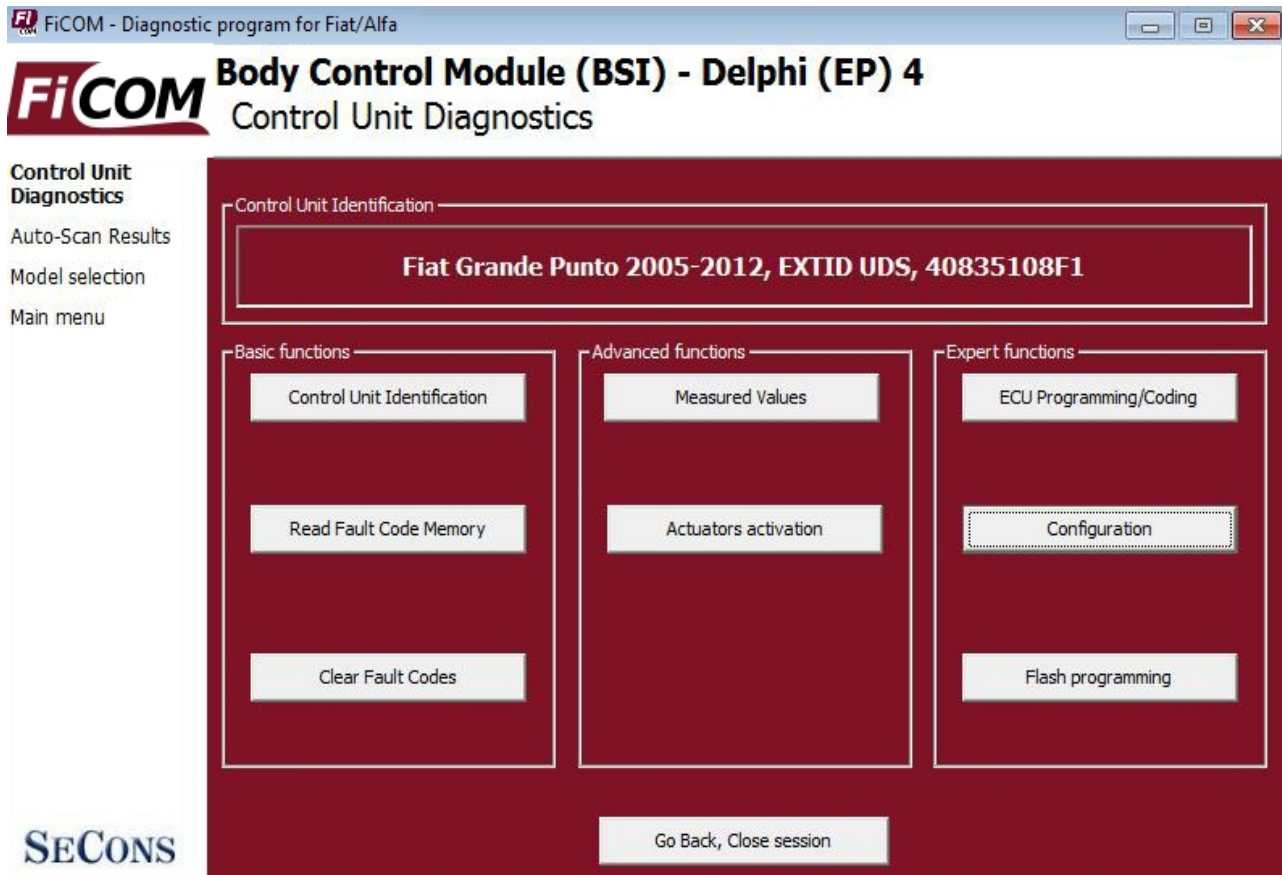 FiCOM - Diagnostic program for Fiat/Alfa
FiCOM
Body Control Module (BSI) - Delphi (EP) 4
Control Unit Diagnostics
Control Unit
Diagnostics
Auto-Scan Results
Model selection
Main menu
Control Unit Identification
Fiat Grande Punto 2005-2012, EXTID UDS, 40835108F1
Basic functions
Control Unit Identification
Read Fault Code Memory
Clear Fault Codes
Advanced functions
Measured Values
Actuators activation
Expert functions
ECU Programming/Coding
Configuration
Flash programming
Go Back, Close session
SECONS